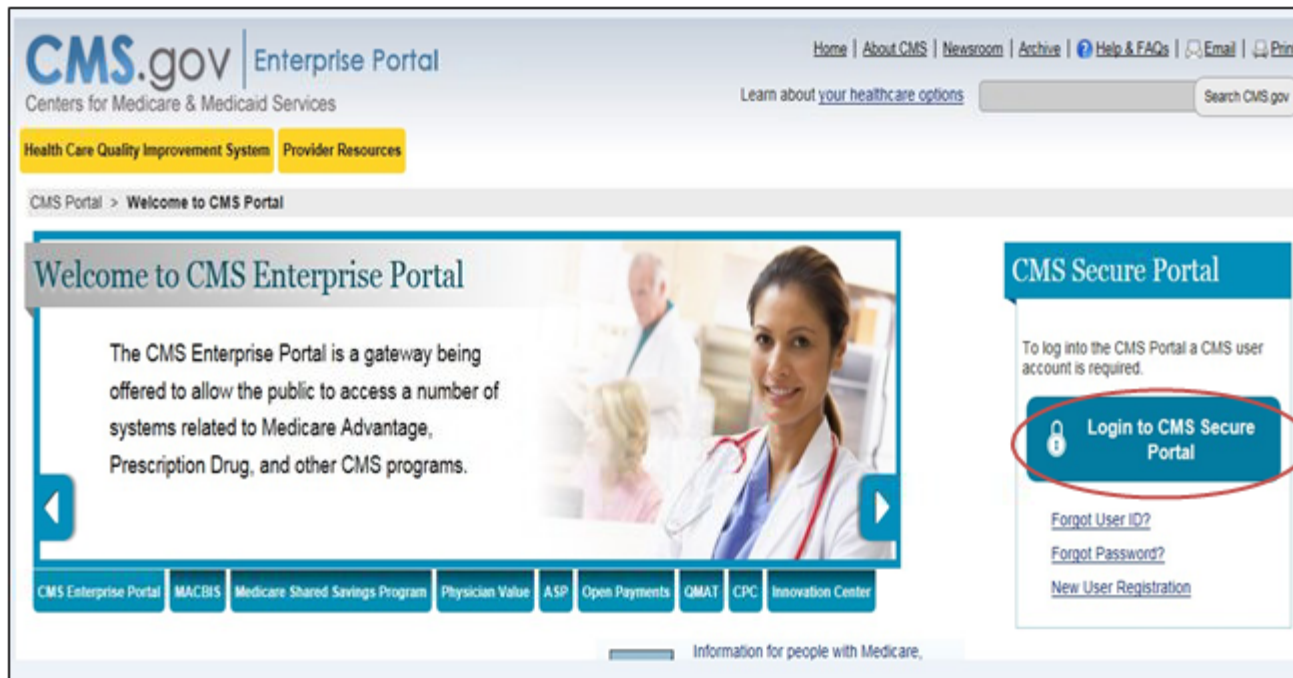 CMS.gov Enterprise Portal
Centers for Medicare & Medicaid Services
Home | About CMS | Newsroom | Archive | Help & FAQs | Email | Print
Learn about your healthcare options
Search CMS.gov
Health Care Quality Improvement System
Provider Resources
CMS Portal > Welcome to CMS Portal
Welcome to CMS Enterprise Portal
The CMS Enterprise Portal is a gateway being
offered to allow the public to access a number of
systems related to Medicare Advantage,
Prescription Drug, and other CMS programs.
CMS Enterprise Portal
MACBIS
Medicare Shared Savings Program
Physician Value
ASP
Open Payments
QMAT
CPC
Innovation Center
CMS Secure Portal
To log into the CMS Portal a CMS user
account is required.
Login to CMS Secure
Portal
Forgot User ID?
Forgot Password?
New User Registration
Information for people with Medicare,